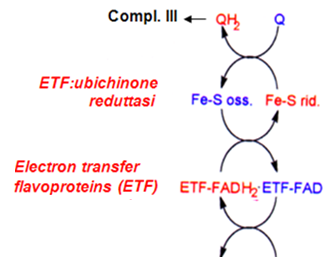 Compl. III QH2 Q
ETF:ubichinone
reduttasi
Fe-S oss. Fe-S rid.
Electron transfer
flavoproteins (ETF)
ETF-FADH2 ETF-FAD